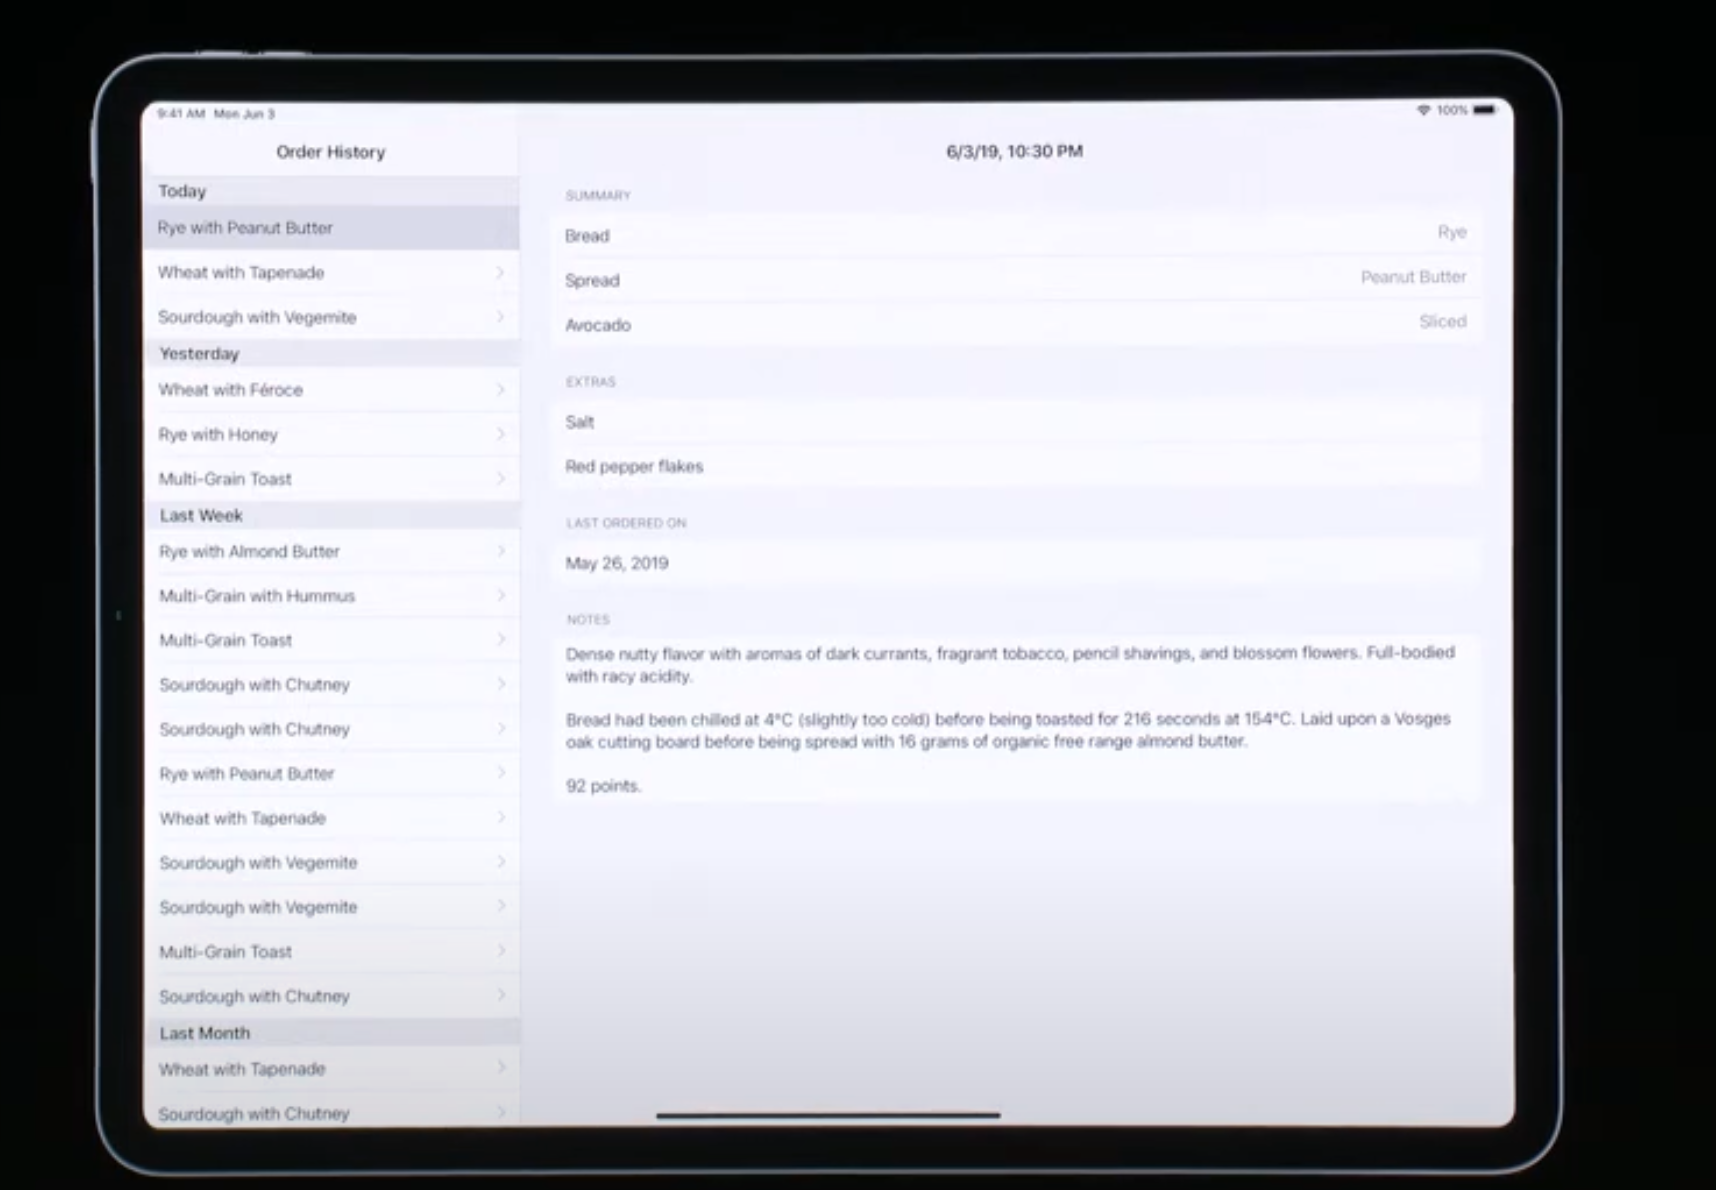 9:41 AM Mon Jun 3
100%
Order History
Today
Rye with Peanut Butter
Wheat with Tapenade
Sourdough with Vegemite
Yesterday
Wheat with Féroce
Rye with Honey
Multi-Grain Toast
Last Week
Rye with Almond Butter
Multi-Grain with Hummus
Multi-Grain Toast
Sourdough with Chutney
Sourdough with Chutney
Rye with Peanut Butter
Wheat with Tapenade
Sourdough with Vegemite
Sourdough with Vegemite
Multi-Grain Toast
Sourdough with Chutney
Last Month
Wheat with Tapenade
Sourdough with Chutney
6/3/19, 10:30 PM
SUMMARY
Bread Rye
Spread Peanut Butter
Avocado Sliced
EXTRAS
Salt
Red pepper flakes
LAST ORDERED ON
May 26, 2019
NOTES
Dense nutty flavor with aromas of dark currants, fragrant tobacco, pencil shavings, and blossom flowers. Full-bodied
with racy acidity.
Bread had been chilled at 4°C (slightly too cold) before being toasted for 216 seconds at 154°C. Laid upon a Vosges
oak cutting board before being spread with 16 grams of organic free range almond butter.
92 points.